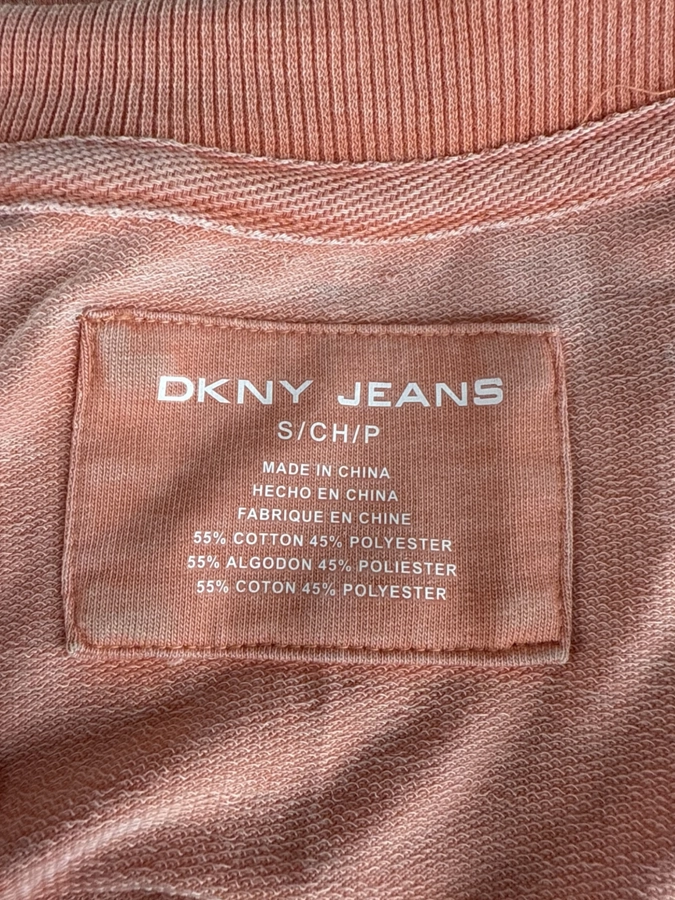 DKNY JEANS
S/CH/P
MADE IN CHINA
HECHO EN CHINA
FABRIQUE EN CHINE
55% COTTON 45% POLYESTER
55% ALGODON 45% POLIESTER
55% COTON 45% POLYESTER